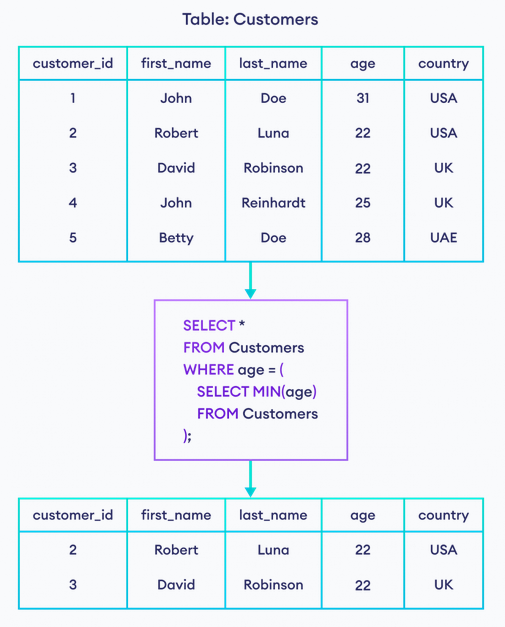 Table: Customers
customer_id first_name last_name age country
1 John Doe 31 USA
2 Robert Luna 22 USA
3 David Robinson 22 UK
4 John Reinhardt 25 UK
5 Betty Doe 28 UAE
SELECT *
FROM Customers
WHERE age = (
SELECT MIN(age)
FROM Customers
);
customer_id first_name last_name age country
2 Robert Luna 22 USA
3 David Robinson 22 UK